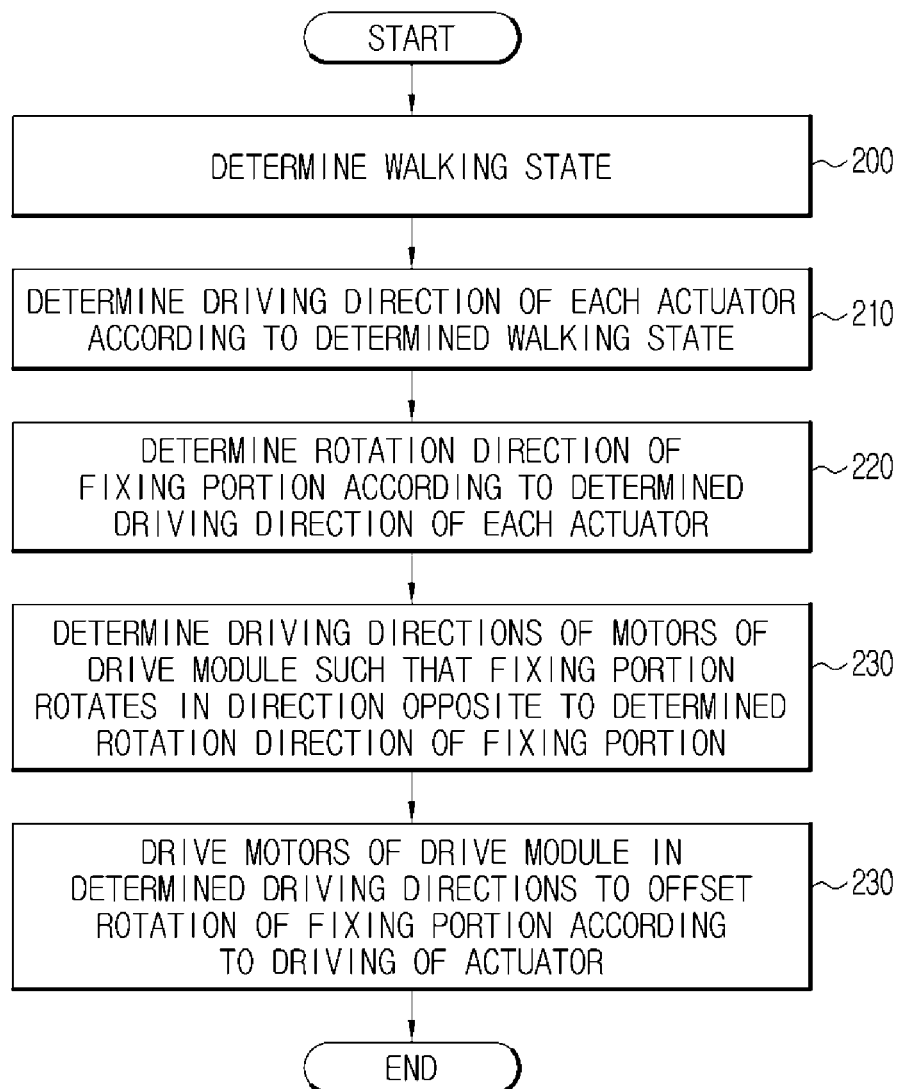 START
DETERMINE WALKING STATE
200
DETERMINE DRIVING DIRECTION OF EACH ACTUATOR
ACCORDING TO DETERMINED WALKING STATE
210
DETERMINE ROTATION DIRECTION OF
FIXING PORTION ACCORDING TO DETERMINED
DRIVING DIRECTION OF EACH ACTUATOR
220
DETERMINE DRIVING DIRECTIONS OF MOTORS OF
DRIVE MODULE SUCH THAT FIXING PORTION
ROTATES IN DIRECTION OPPOSITE TO DETERMINED
ROTATION DIRECTION OF FIXING PORTION
230
DRIVE MOTORS OF DRIVE MODULE IN
DETERMINED DRIVING DIRECTIONS TO OFFSET
ROTATION OF FIXING PORTION ACCORDING
TO DRIVING OF ACTUATOR
230
END